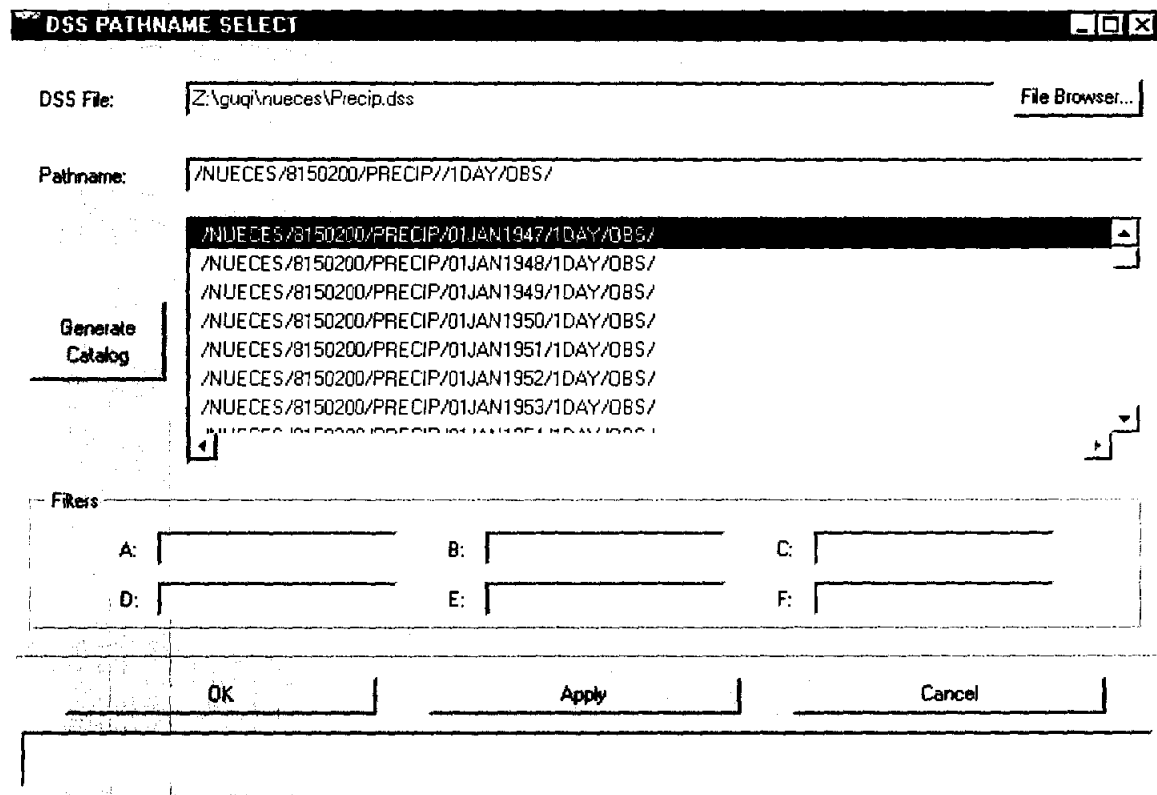 DSS PATHNAME SELECT
DSS File:
Z:\guqi\nueces\Precip.dss
File Browser...
Pathname:
/NUECES/8150200/PRECIP//1DAY/OBS/
/NUECES/8150200/PRECIP/01JAN1947/1DAY/OBS/
/NUECES/8150200/PRECIP/01JAN1948/1DAY/OBS/
/NUECES/8150200/PRECIP/01JAN1949/1DAY/OBS/
/NUECES/8150200/PRECIP/01JAN1950/1DAY/OBS/
/NUECES/8150200/PRECIP/01JAN1951/1DAY/OBS/
/NUECES/8150200/PRECIP/01JAN1952/1DAY/OBS/
/NUECES/8150200/PRECIP/01JAN1953/1DAY/OBS/
Generate
Catalog
Filters
A:
B:
C:
D:
E:
F:
OK
Apply
Cancel